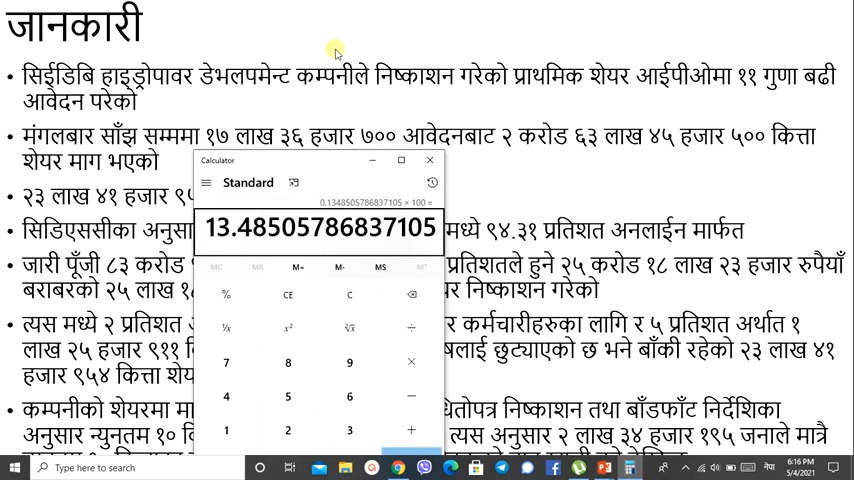 जानकारी
• सिईडिबि हाइड्रोपावर डेभलपमेन्ट कम्पनीले निष्काशन गरेको प्राथमिक शेयर आईपीओमा ११ गुणा बढी
आवेदन परेको
• मंगलबार साँझ सम्ममा १७ लाख ३६ हजार ७०० आवेदनबाट २ करोड ६३ लाख ४५ हजार ५०० कित्ता
शेयर माग भएको
Calculator
• २३ लाख ४१ हजार ९५
Standard
0.1348505786837105 × 100 =
13.48505786837105
• सिडिएससीका अनुसा मध्ये ९४.३१ प्रतिशत अनलाईन मार्फत
MC MR M+ M- MS M˅
• जारी पूँजी ८३ करोड प्रतिशतले हुने २५ करोड १८ लाख २३ हजार रुपैयाँ
बराबरको २५ लाख १ र निष्काशन गरेको
% CE C
• त्यस मध्ये २ प्रतिशत र कर्मचारीहरुका लागि र ५ प्रतिशत अर्थात १
¹/x x² ²√x ÷
लाख २५ हजार ९११ कि षलाई छुट्याएको छ भने बाँकी रहेको २३ लाख ४१
7 8 9 ×
हजार ९५४ कित्ता शेय
4 5 6 −
• कम्पनीको शेयरमा मा धितोपत्र निष्काशन तथा बाँडफाँट निर्देशिका
1 2 3 +
अनुसार न्युनतम १० त्यस अनुसार २ लाख ३४ हजार १९५ जनाले मात्रै
Type here to search
नेपा
6:16 PM
5/4/2021